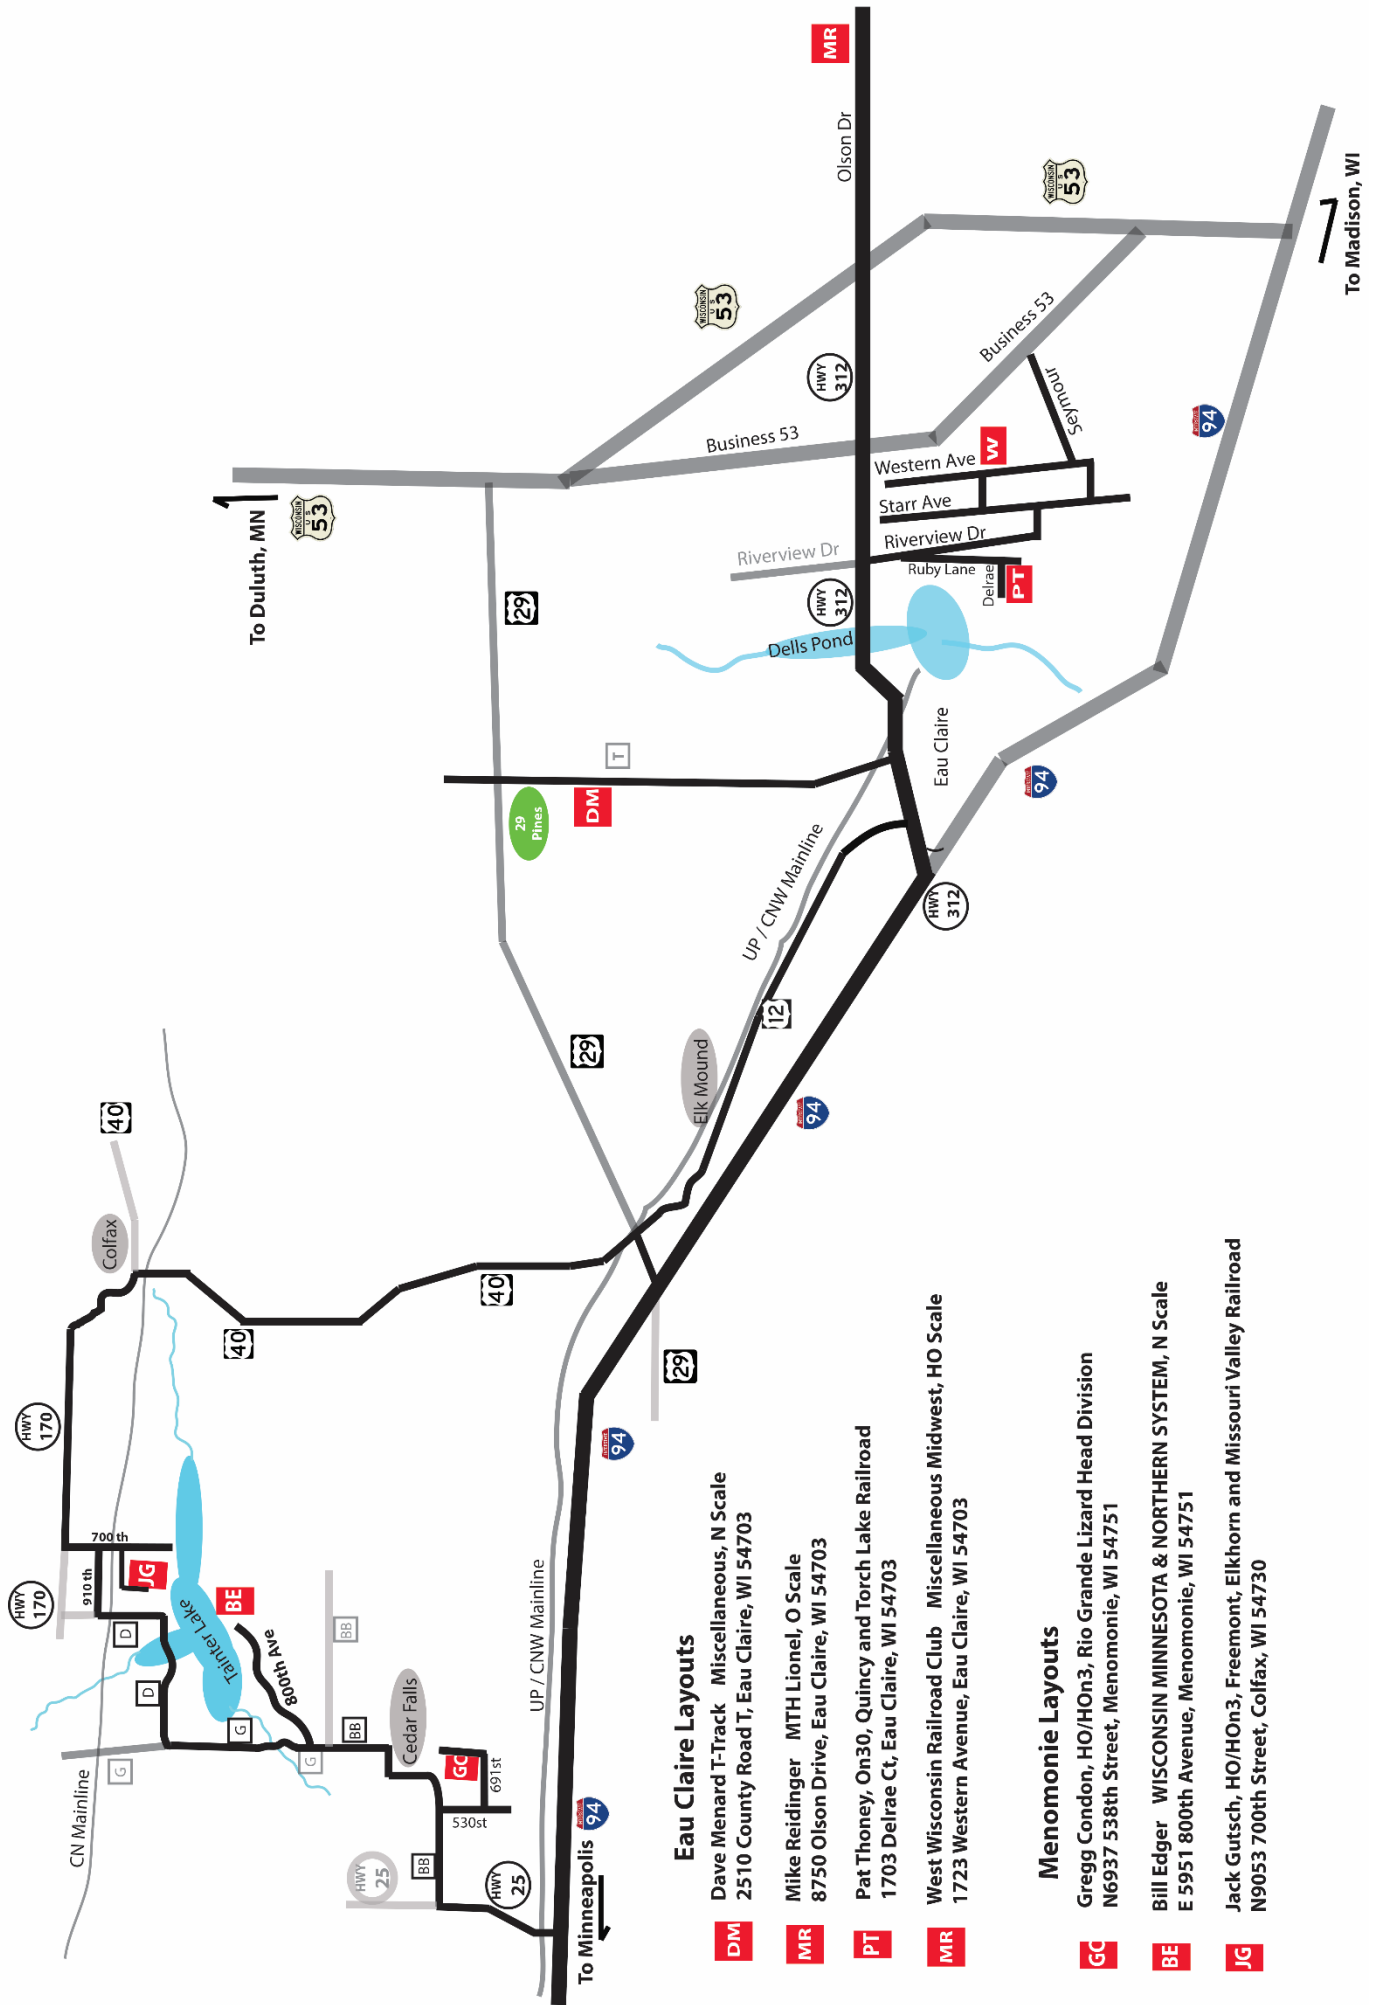 CN Mainline
HWY
170
HWY
170
700 th
910 th
JG
D
D
Tainter Lake
BE
800th Ave
G
G
G
BB
BB
Cedar Falls
GC
691st
530st
BB
HWY
25
HWY
25
UP / CNW Mainline
To Minneapolis
94
94
Colfax
40
40
40
29
29
Elk Mound
12
UP / CNW Mainline
94
29
Pines
DM
T
29
To Duluth, MN
WISCONSIN
U S
53
HWY
312
Eau Claire
94
Dells Pond
HWY
312
Riverview Dr
Riverview Dr
Ruby Lane
Delrae
PT
Starr Ave
Western Ave
W
Seymour
Business 53
Business 53
HWY
312
WISCONSIN
U S
53
WISCONSIN
U S
53
Olson Dr
MR
94
To Madison, WI
Eau Claire Layouts
DM
Dave Menard T-Track Miscellaneous, N Scale
2510 County Road T, Eau Claire, WI 54703
MR
Mike Reidinger MTH Lionel, O Scale
8750 Olson Drive, Eau Claire, WI 54703
PT
Pat Thoney, On30, Quincy and Torch Lake Railroad
1703 Delrae Ct, Eau Claire, WI 54703
MR
West Wisconsin Railroad Club Miscellaneous Midwest, HO Scale
1723 Western Avenue, Eau Claire, WI 54703
Menomonie Layouts
GC
Gregg Condon, HO/HOn3, Rio Grande Lizard Head Division
N6937 538th Street, Menomonie, WI 54751
BE
Bill Edger WISCONSIN MINNESOTA & NORTHERN SYSTEM, N Scale
E 5951 800th Avenue, Menomonie, WI 54751
JG
Jack Gutsch, HO/HOn3, Freemont, Elkhorn and Missouri Valley Railroad
N9053 700th Street, Colfax, WI 54730